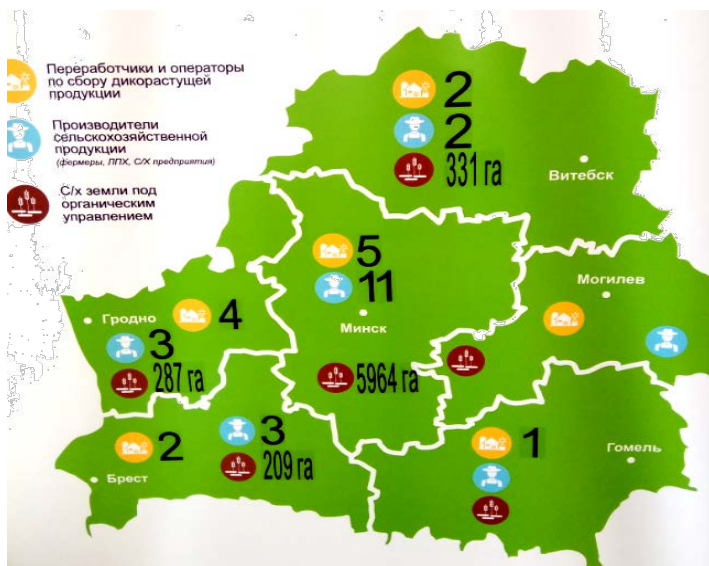 Переработчики и операторы
по сбору дикорастущей
продукции
Производители
сельскохозяйственной
продукции
(фермеры, ЛПХ, С/Х предприятия)
С/х земли под
органическим
управлением
2
2
331 га
Витебск
5
11
Минск
5964 га
Могилев
Гродно
4
3
287 га
2
3
209 га
Брест
1
Гомель